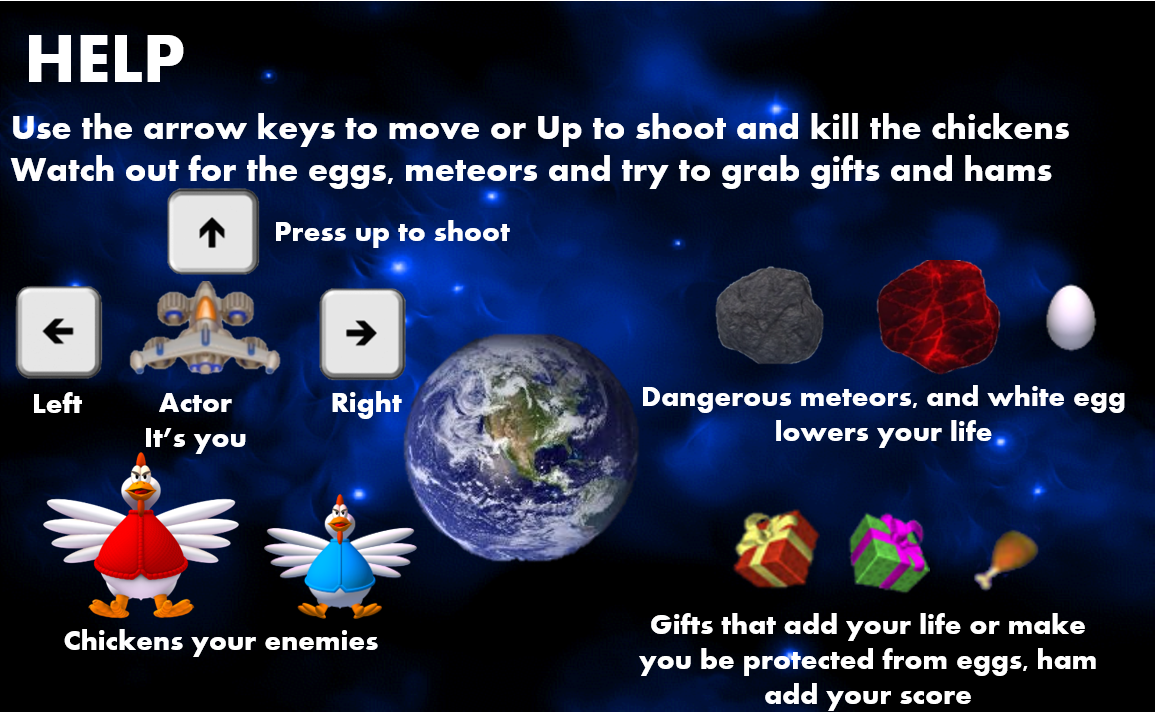 HELP
Use the arrow keys to move or Up to shoot and kill the chickens
Watch out for the eggs, meteors and try to grab gifts and hams
Press up to shoot
Left
Actor
It's you
Right
Dangerous meteors, and white egg
lowers your life
Chickens your enemies
Gifts that add your life or make
you be protected from eggs, ham
add your score